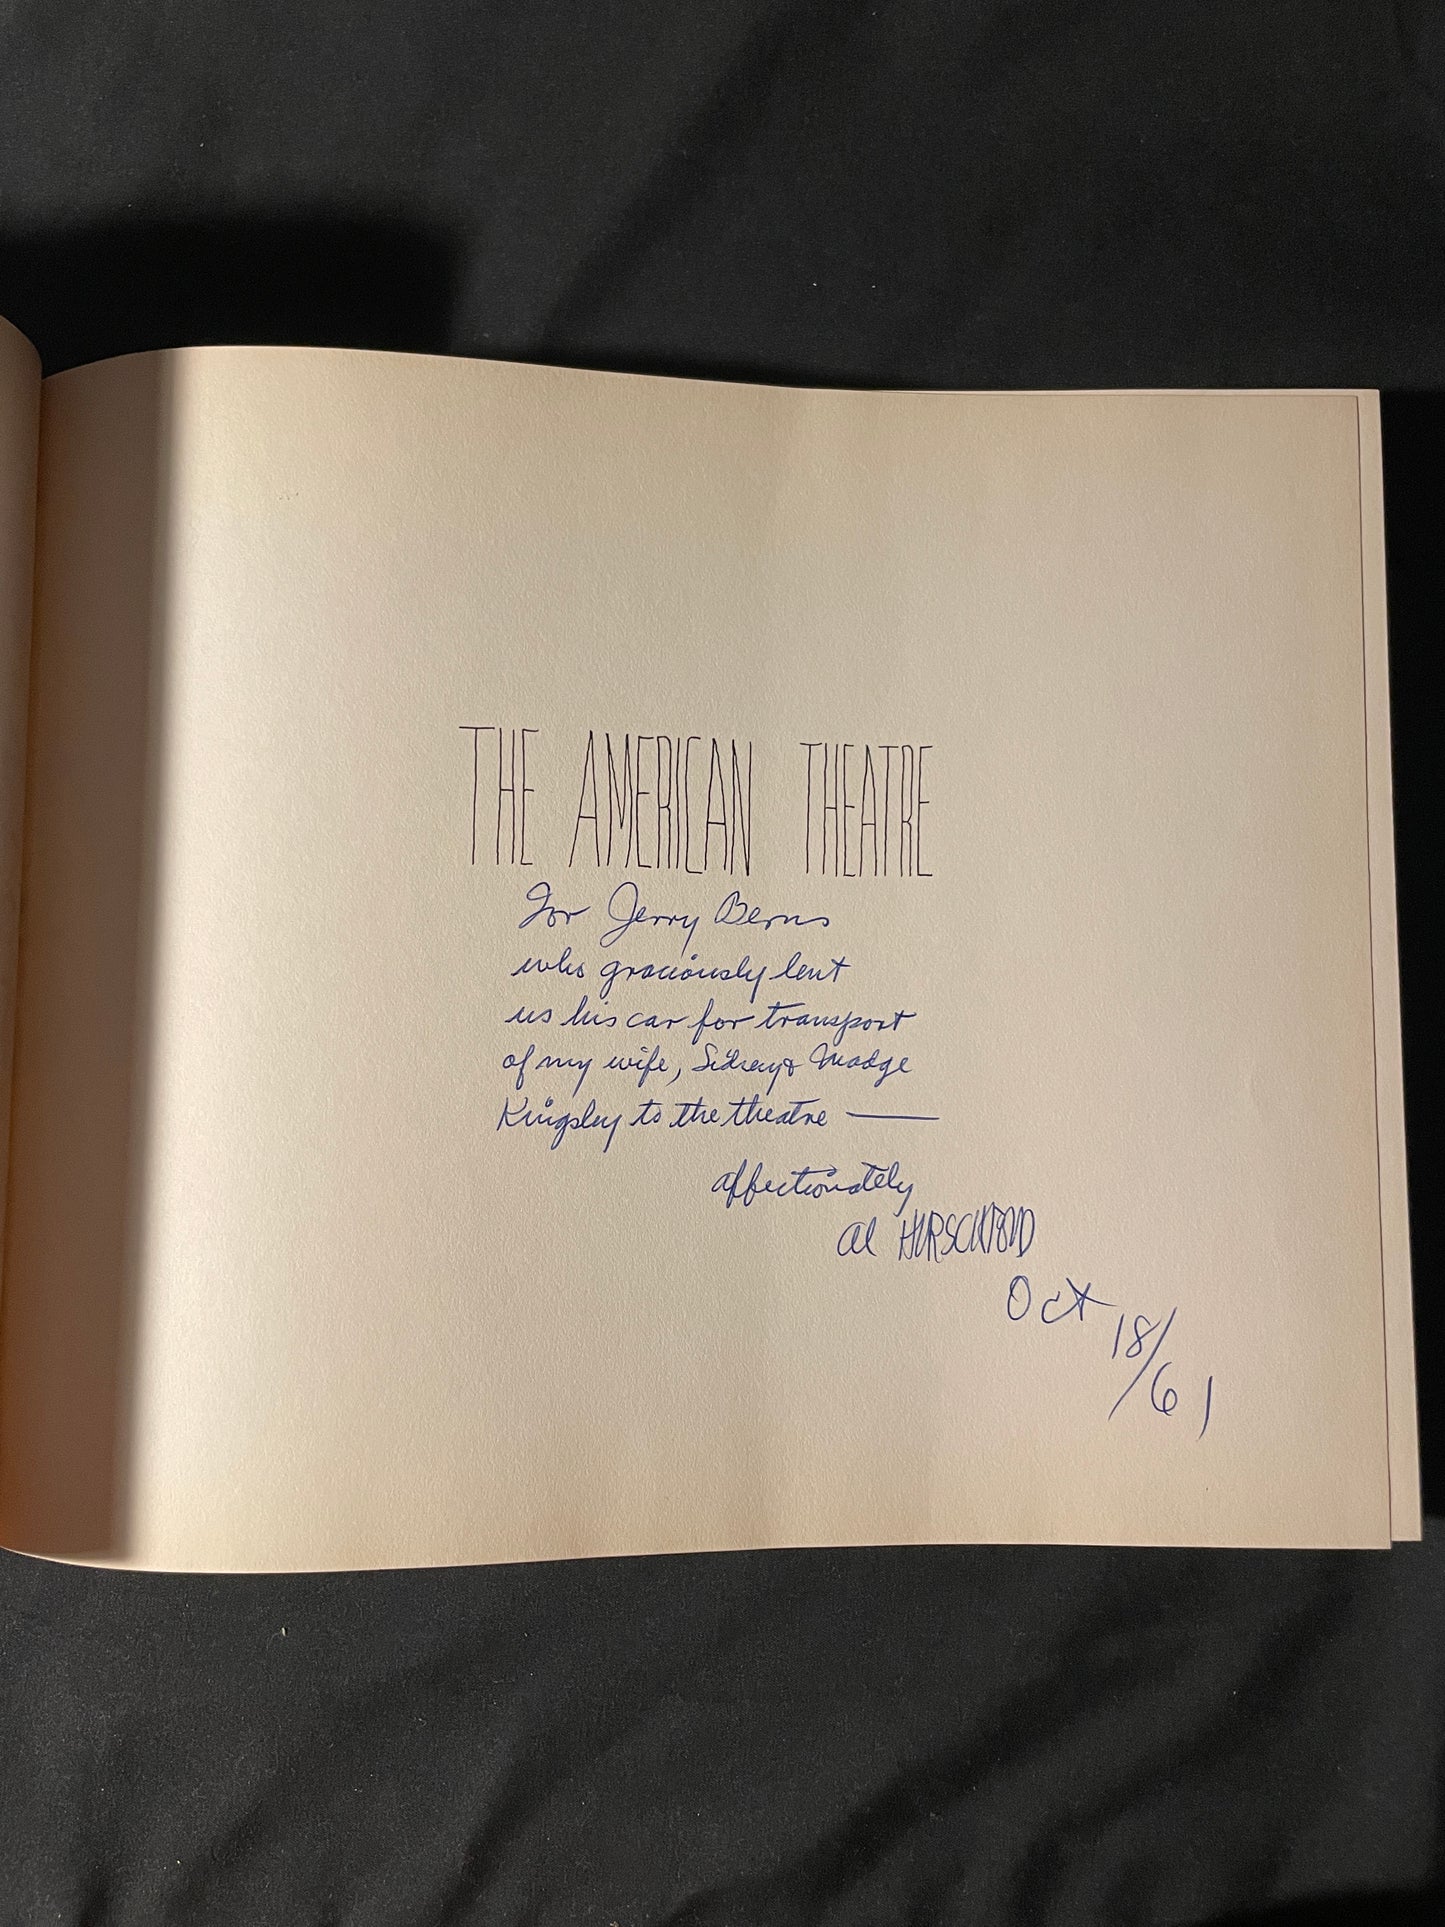 THE AMERICAN THEATRE
For Jerry Berns
who graciously lent
us his car for transport
of my wife, Sidney & Madge
Kingsley to the theatre —
affectionately
Al HIRSCHFELD
Oct 18/61